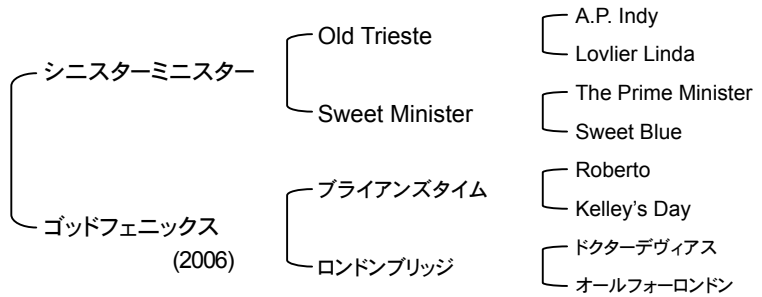 シニスターミニスター
ゴッドフェニックス
(2006)
Old Trieste
Sweet Minister
ブライアンズタイム
ロンドンブリッジ
A.P. Indy
Lovlier Linda
The Prime Minister
Sweet Blue
Roberto
Kelley's Day
ドクターデヴィアス
オールフォーロンドン